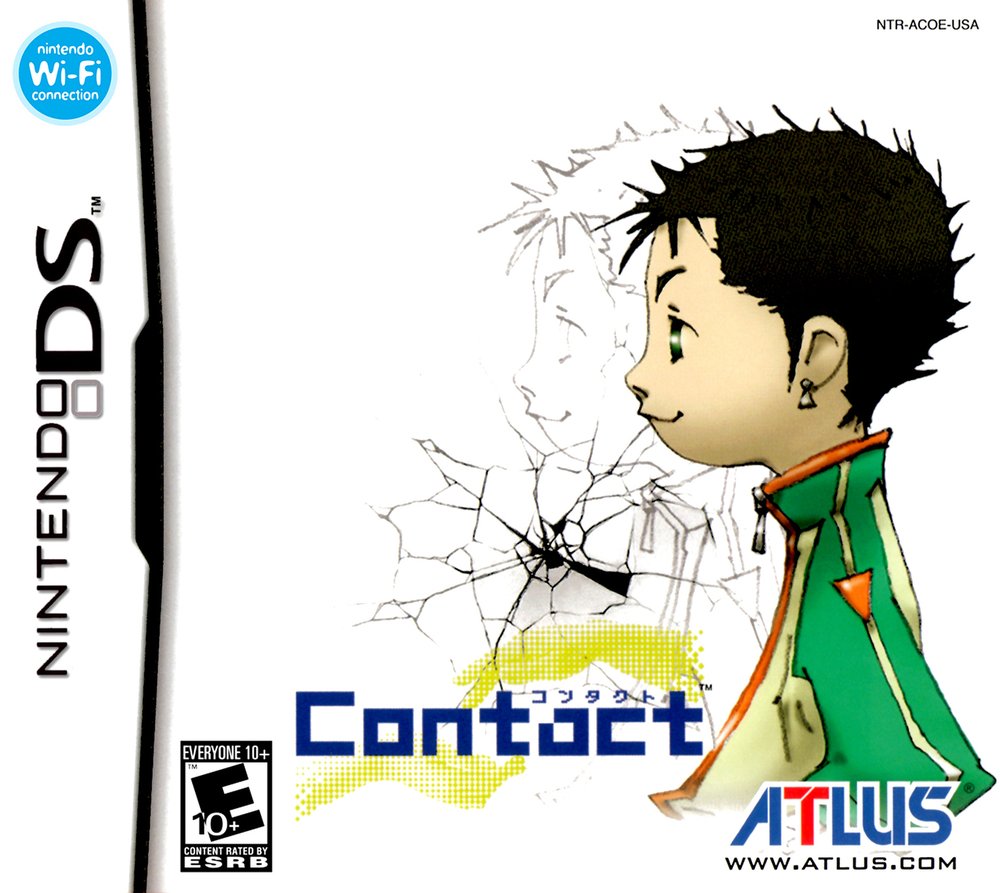 NTR-ACOE-USA
nintendo
Wi-Fi
connection
NINTENDO DS™
コンタクト
Contact™
EVERYONE 10+
™
E
10+
CONTENT RATED BY
ESRB
ATLUS®
WWW.ATLUS.COM